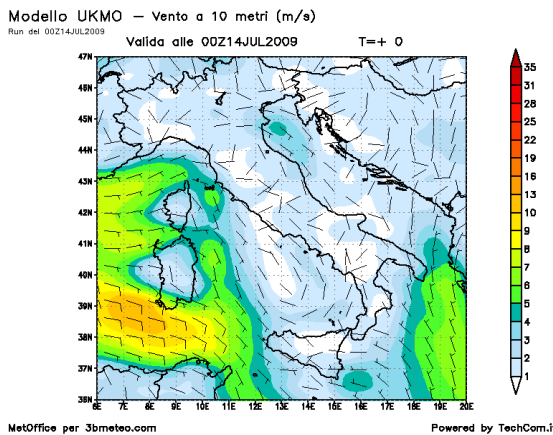 Modello UKMO – Vento a 10 metri (m/s)
Run del 00Z14JUL2009
Valida alle 00Z14JUL2009 T=+ 0
47N
46N
45N
44N
43N
42N
41N
40N
39N
38N
37N
36N
6E 7E 8E 9E 10E 11E 12E 13E 14E 15E 16E 17E 18E 19E 20E
35
31
28
25
22
19
16
13
10
9
8
7
6
5
4
3
2
1
MetOffice per 3bmeteo.com Powered by TechCom.i